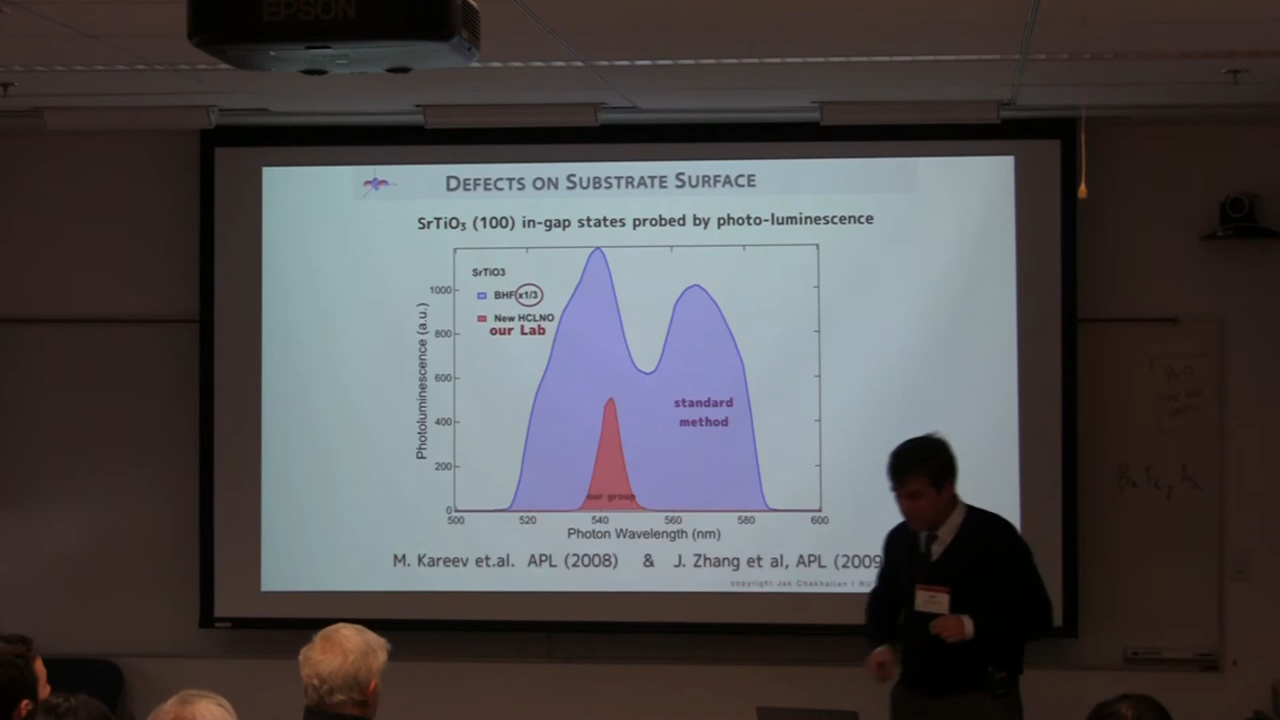 EPSON
DEFECTS ON SUBSTRATE SURFACE
SrTiO₃ (100) in-gap states probed by photo-luminescence
SrTiO3
BHF x1/3
New HCLNO
our Lab
Photoluminescence (a.u.)
1000
800
600
400
200
0
standard
method
our group
500 520 540 560 580 600
Photon Wavelength (nm)
M. Kareev et.al. APL (2008) & J. Zhang et al, APL (2009
copyright Jak Chakhalian | RU